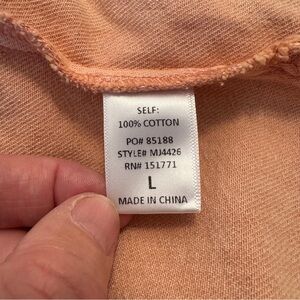 SELF:
100% COTTON
PO# 85188
STYLE# MJ4426
RN# 151771
L
MADE IN CHINA